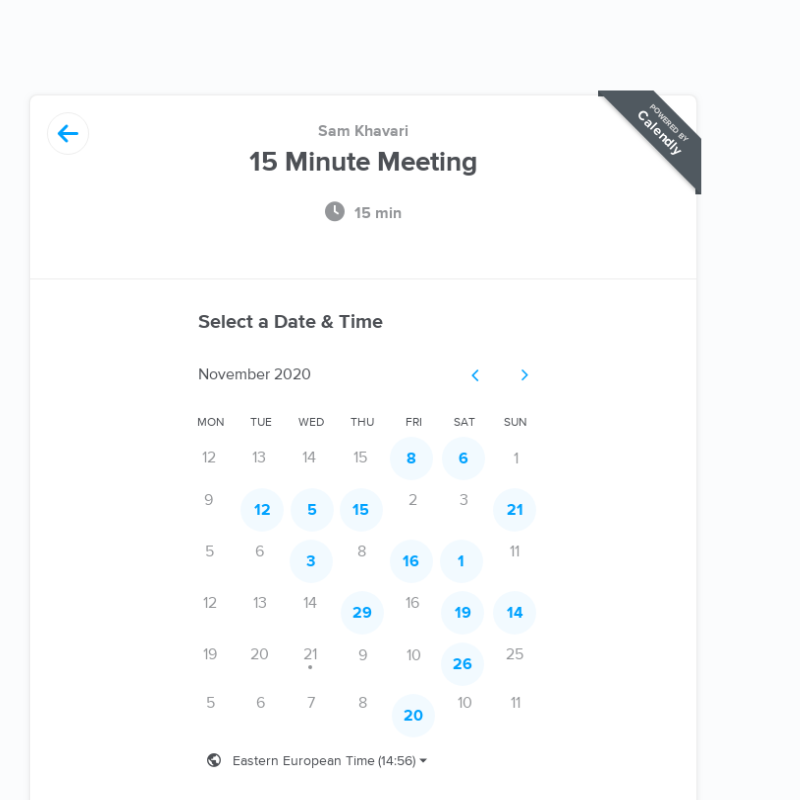 POWERED BY
Calendly
Sam Khavari
15 Minute Meeting
15 min
Select a Date & Time
November 2020
MON TUE WED THU FRI SAT SUN
12 13 14 15 8 6 1
9 12 5 15 2 3 21
5 6 3 8 16 1 11
12 13 14 29 16 19 14
19 20 21 9 10 26 25
5 6 7 8 20 10 11
Eastern European Time (14:56)